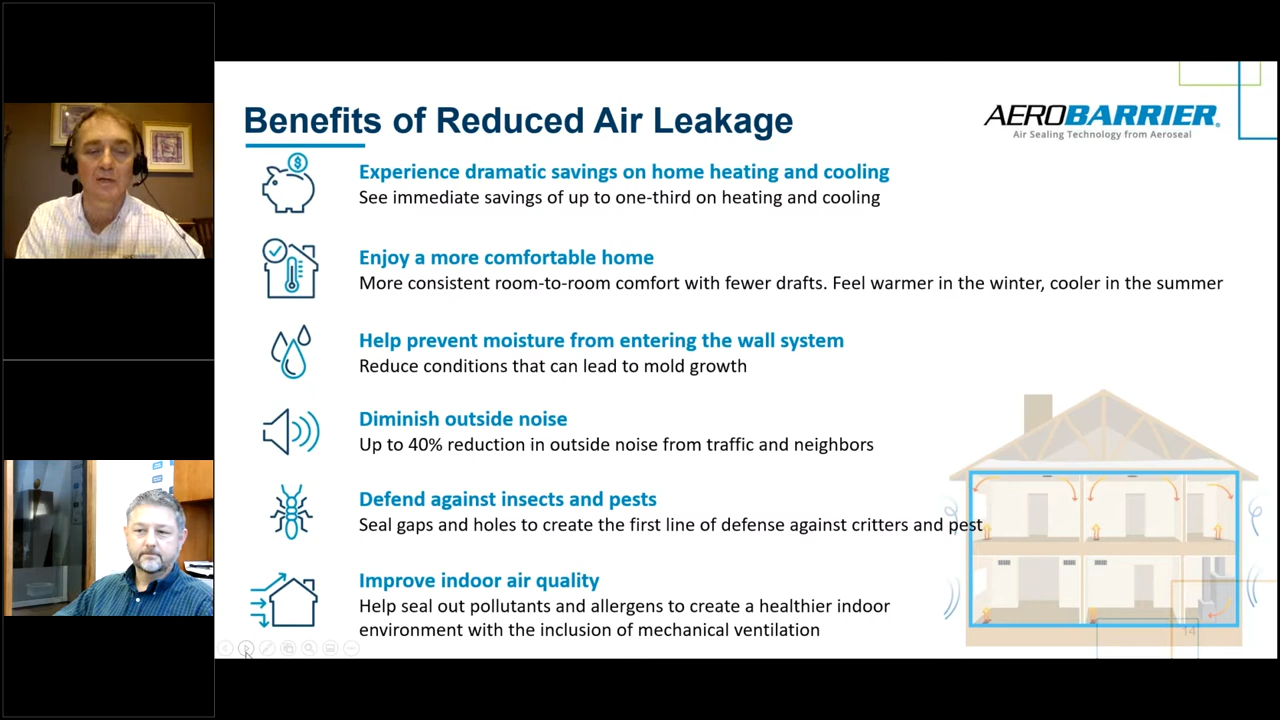 Benefits of Reduced Air Leakage
AEROBARRIER
Air Sealing Technology from Aeroseal
Experience dramatic savings on home heating and cooling
See immediate savings of up to one-third on heating and cooling
Enjoy a more comfortable home
More consistent room-to-room comfort with fewer drafts. Feel warmer in the winter, cooler in the summer
Help prevent moisture from entering the wall system
Reduce conditions that can lead to mold growth
Diminish outside noise
Up to 40% reduction in outside noise from traffic and neighbors
Defend against insects and pests
Seal gaps and holes to create the first line of defense against critters and pest
Improve indoor air quality
Help seal out pollutants and allergens to create a healthier indoor
environment with the inclusion of mechanical ventilation
14